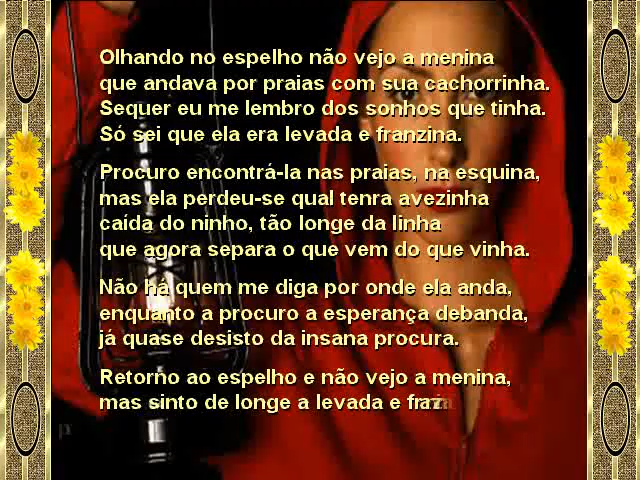 Olhando no espelho não vejo a menina
que andava por praias com sua cachorrinha.
Sequer eu me lembro dos sonhos que tinha.
Só sei que ela era levada e franzina.
Procuro encontrá-la nas praias, na esquina,
mas ela perdeu-se qual tenra avezinha
caída do ninho, tão longe da linha
que agora separa o que vem do que vinha.
Não há quem me diga por onde ela anda,
enquanto a procuro a esperança debanda,
já quase desisto da insana procura.
Retorno ao espelho e não vejo a menina,
mas sinto de longe a levada e